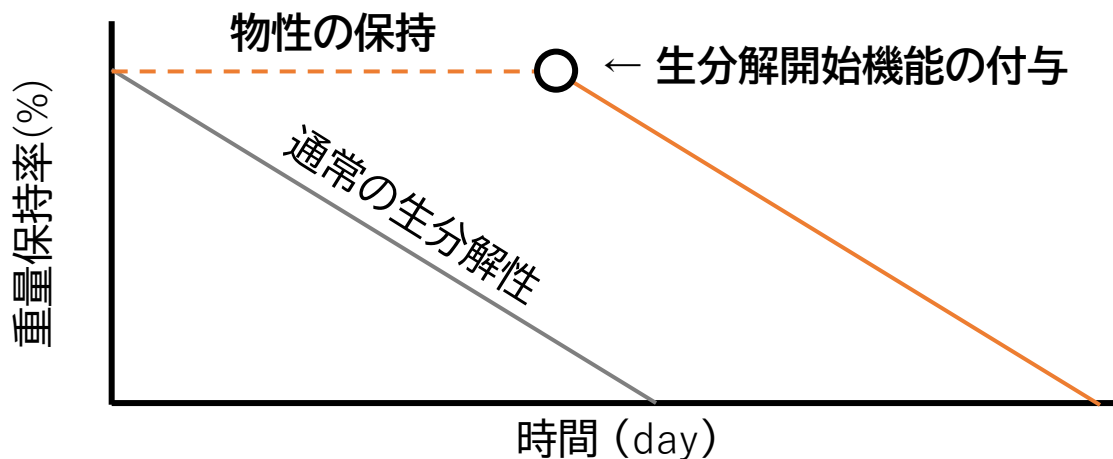 物性の保持
← 生分解開始機能の付与
通常の生分解性
重量保持率(%)
時間 (day)